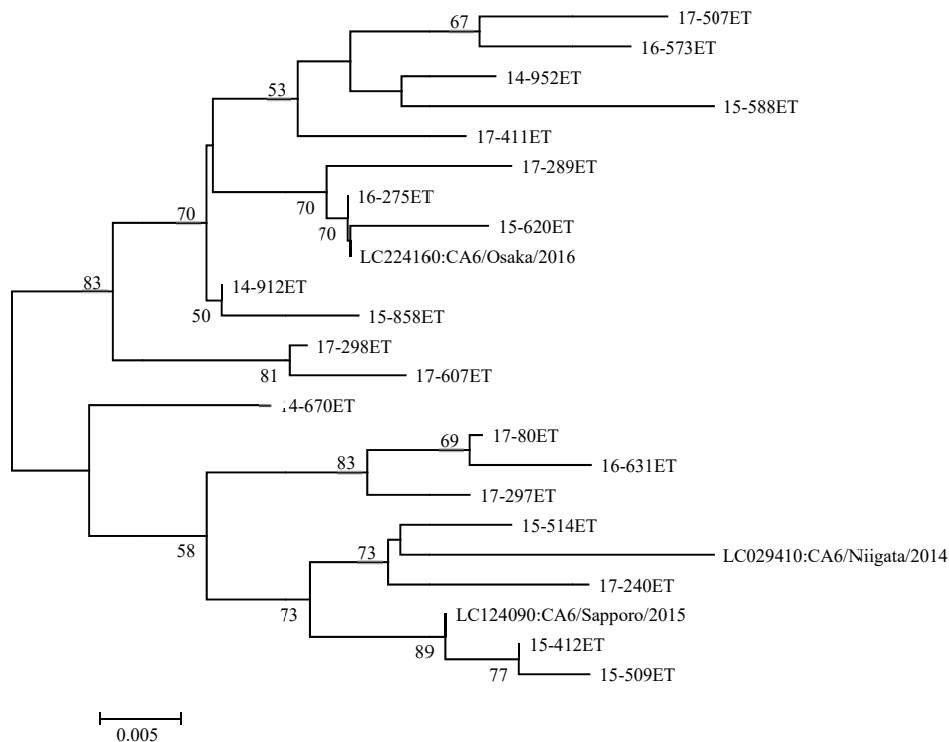 67
17-507ET
16-573ET
14-952ET
53
15-588ET
17-411ET
17-289ET
16-275ET
70
70
15-620ET
70
LC224160:CA6/Osaka/2016
83
14-912ET
50
15-858ET
17-298ET
81
17-607ET
14-670ET
69
17-80ET
83
16-631ET
17-297ET
15-514ET
58
73
LC029410:CA6/Niigata/2014
17-240ET
73
LC124090:CA6/Sapporo/2015
89
15-412ET
77
15-509ET
0.005